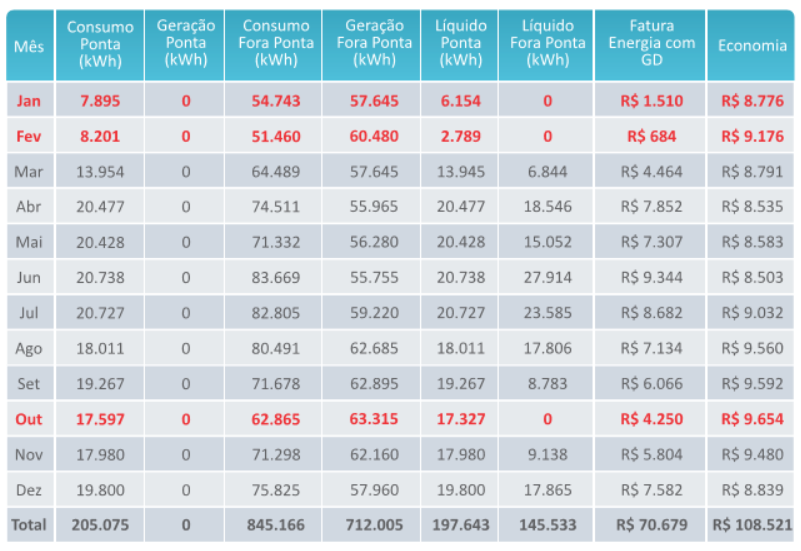 Mês Consumo Ponta (kWh) Geração Ponta (kWh) Consumo Fora Ponta (kWh) Geração Fora Ponta (kWh) Líquido Ponta (kWh) Líquido Fora Ponta (kWh) Fatura Energia com GD Economia
Jan 7.895 0 54.743 57.645 6.154 0 R$ 1.510 R$ 8.776
Fev 8.201 0 51.460 60.480 2.789 0 R$ 684 R$ 9.176
Mar 13.954 0 64.489 57.645 13.945 6.844 R$ 4.464 R$ 8.791
Abr 20.477 0 74.511 55.965 20.477 18.546 R$ 7.852 R$ 8.535
Mai 20.428 0 71.332 56.280 20.428 15.052 R$ 7.307 R$ 8.583
Jun 20.738 0 83.669 55.755 20.738 27.914 R$ 9.344 R$ 8.503
Jul 20.727 0 82.805 59.220 20.727 23.585 R$ 8.682 R$ 9.032
Ago 18.011 0 80.491 62.685 18.011 17.806 R$ 7.134 R$ 9.560
Set 19.267 0 71.678 62.895 19.267 8.783 R$ 6.066 R$ 9.592
Out 17.597 0 62.865 63.315 17.327 0 R$ 4.250 R$ 9.654
Nov 17.980 0 71.298 62.160 17.980 9.138 R$ 5.804 R$ 9.480
Dez 19.800 0 75.825 57.960 19.800 17.865 R$ 7.582 R$ 8.839
Total 205.075 0 845.166 712.005 197.643 145.533 R$ 70.679 R$ 108.521